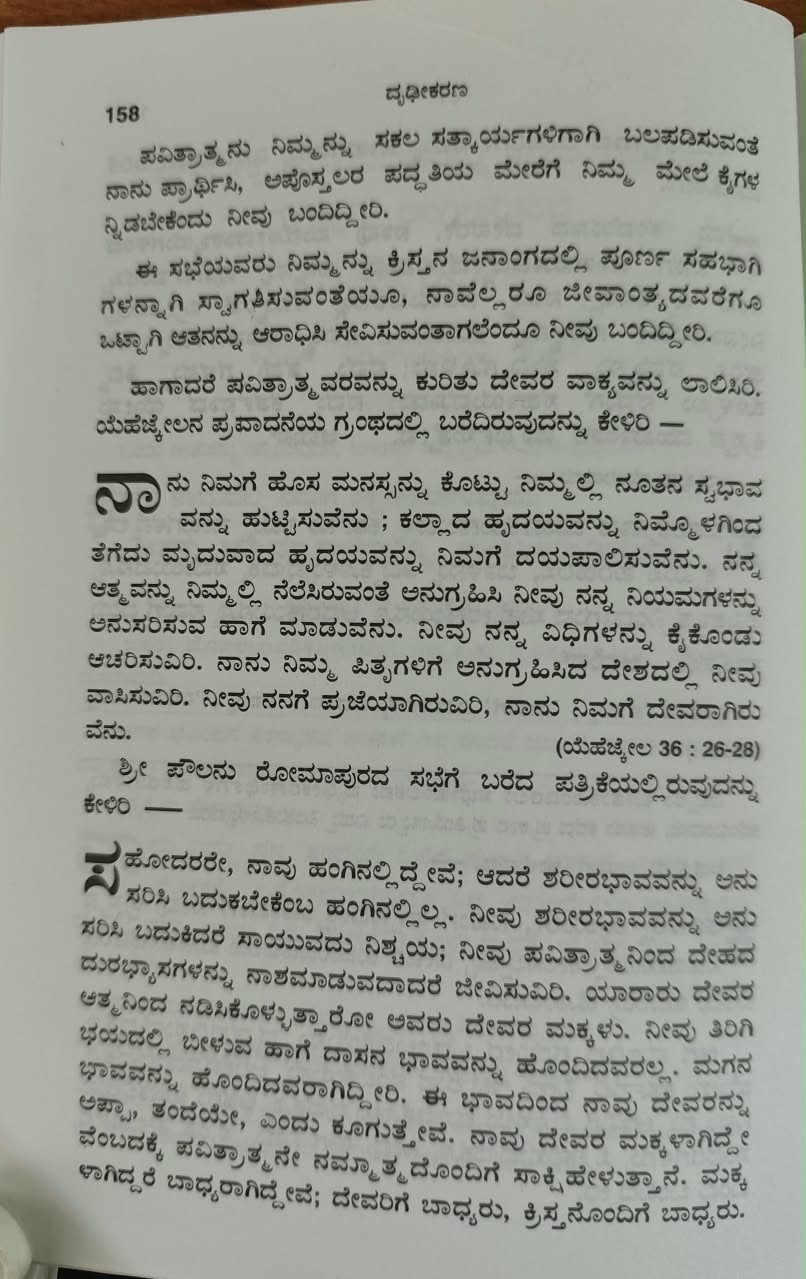 158
ದೃಢೀಕರಣ
ಪವಿತ್ರಾತ್ಮನು ನಿಮ್ಮನ್ನು ಸಕಲ ಸತ್ಕಾರ್ಯಗಳಿಗಾಗಿ ಬಲಪಡಿಸುವಂತೆ
ನಾನು ಪ್ರಾರ್ಥಿಸಿ, ಅಪೊಸ್ತಲರ ಪದ್ಧತಿಯ ಮೇರೆಗೆ ನಿಮ್ಮ ಮೇಲೆ ಕೈಗಳ
ನ್ನಿಡಬೇಕೆಂದು ನೀವು ಬಂದಿದ್ದೀರಿ.
ಈ ಸಭೆಯವರು ನಿಮ್ಮನ್ನು ಕ್ರಿಸ್ತನ ಜನಾಂಗದಲ್ಲಿ ಪೂರ್ಣ ಸಹಭಾಗಿ
ಗಳನ್ನಾಗಿ ಸ್ವಾಗತಿಸುವಂತೆಯೂ, ನಾವೆಲ್ಲರೂ ಜೀವಾಂತ್ಯದವರೆಗೂ
ಒಟ್ಟಾಗಿ ಆತನನ್ನು ಆರಾಧಿಸಿ ಸೇವಿಸುವಂತಾಗಲೆಂದೂ ನೀವು ಬಂದಿದ್ದೀರಿ.
ಹಾಗಾದರೆ ಪವಿತ್ರಾತ್ಮವರವನ್ನು ಕುರಿತು ದೇವರ ವಾಕ್ಯವನ್ನು ಲಾಲಿಸಿರಿ.
ಯೆಹೆಜ್ಕೇಲನ ಪ್ರವಾದನೆಯ ಗ್ರಂಥದಲ್ಲಿ ಬರೆದಿರುವುದನ್ನು ಕೇಳಿರಿ —
ನಾನು ನಿಮಗೆ ಹೊಸ ಮನಸ್ಸನ್ನು ಕೊಟ್ಟು ನಿಮ್ಮಲ್ಲಿ ನೂತನ ಸ್ವಭಾವ
ವನ್ನು ಹುಟ್ಟಿಸುವೆನು ; ಕಲ್ಲಾದ ಹೃದಯವನ್ನು ನಿಮ್ಮೊಳಗಿಂದ
ತೆಗೆದು ಮೃದುವಾದ ಹೃದಯವನ್ನು ನಿಮಗೆ ದಯಪಾಲಿಸುವೆನು. ನನ್ನ
ಆತ್ಮವನ್ನು ನಿಮ್ಮಲ್ಲಿ ನೆಲೆಸಿರುವಂತೆ ಅನುಗ್ರಹಿಸಿ ನೀವು ನನ್ನ ನಿಯಮಗಳನ್ನು
ಅನುಸರಿಸುವ ಹಾಗೆ ಮಾಡುವೆನು. ನೀವು ನನ್ನ ವಿಧಿಗಳನ್ನು ಕೈಕೊಂಡು
ಆಚರಿಸುವಿರಿ. ನಾನು ನಿಮ್ಮ ಪಿತೃಗಳಿಗೆ ಅನುಗ್ರಹಿಸಿದ ದೇಶದಲ್ಲಿ ನೀವು
ವಾಸಿಸುವಿರಿ. ನೀವು ನನಗೆ ಪ್ರಜೆಯಾಗಿರುವಿರಿ, ನಾನು ನಿಮಗೆ ದೇವರಾಗಿರು
ವೆನು. (ಯೆಹೆಜ್ಕೇಲ 36 : 26-28)
ಶ್ರೀ ಪೌಲನು ರೋಮಾಪುರದ ಸಭೆಗೆ ಬರೆದ ಪತ್ರಿಕೆಯಲ್ಲಿರುವುದನ್ನು
ಕೇಳಿರಿ —
ಸಹೋದರರೇ, ನಾವು ಹಂಗಿನಲ್ಲಿದ್ದೇವೆ; ಆದರೆ ಶರೀರಭಾವವನ್ನು ಅನು
ಸರಿಸಿ ಬದುಕಬೇಕೆಂಬ ಹಂಗಿನಲ್ಲಿಲ್ಲ. ನೀವು ಶರೀರಭಾವವನ್ನು ಅನು
ಸರಿಸಿ ಬದುಕಿದರೆ ಸಾಯುವದು ನಿಶ್ಚಯ; ನೀವು ಪವಿತ್ರಾತ್ಮನಿಂದ ದೇಹದ
ದುರಭ್ಯಾಸಗಳನ್ನು ನಾಶಮಾಡುವದಾದರೆ ಜೀವಿಸುವಿರಿ. ಯಾರಾರು ದೇವರ
ಆತ್ಮನಿಂದ ನಡಿಸಿಕೊಳ್ಳುತ್ತಾರೋ ಅವರು ದೇವರ ಮಕ್ಕಳು. ನೀವು ತಿರಿಗಿ
ಭಯದಲ್ಲಿ ಬೀಳುವ ಹಾಗೆ ದಾಸನ ಭಾವವನ್ನು ಹೊಂದಿದವರಲ್ಲ. ಮಗನ
ಭಾವವನ್ನು ಹೊಂದಿದವರಾಗಿದ್ದೀರಿ. ಈ ಭಾವದಿಂದ ನಾವು ದೇವರನ್ನು
ಅಪ್ಪಾ, ತಂದೆಯೇ, ಎಂದು ಕೂಗುತ್ತೇವೆ. ನಾವು ದೇವರ ಮಕ್ಕಳಾಗಿದ್ದೇ
ವೆಂಬದಕ್ಕೆ ಪವಿತ್ರಾತ್ಮನೇ ನಮ್ಮಾತ್ಮದೊಂದಿಗೆ ಸಾಕ್ಷಿಹೇಳುತ್ತಾನೆ. ಮಕ್ಕ
ಳಾಗಿದ್ದರೆ ಬಾಧ್ಯರಾಗಿದ್ದೇವೆ; ದೇವರಿಗೆ ಬಾಧ್ಯರು, ಕ್ರಿಸ್ತನೊಂದಿಗೆ ಬಾಧ್ಯರು.